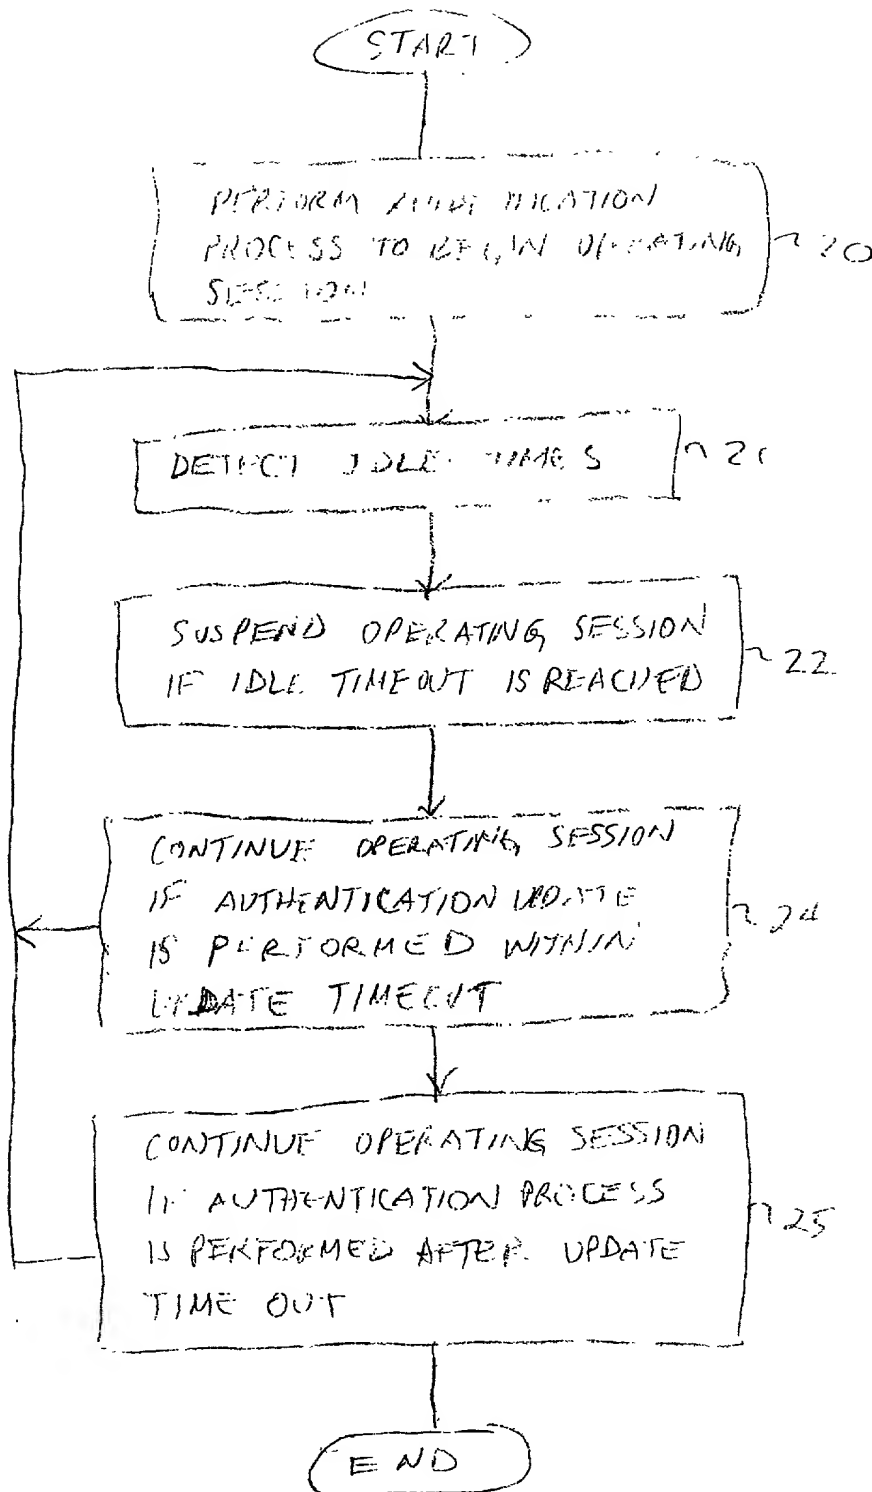 START
PERFORM AUTHENTICATION
PROCESS TO BEGIN OPERATING
SESSION
20
DETECT IDLE TIMES
21
SUSPEND OPERATING SESSION
IF IDLE TIMEOUT IS REACHED
22
CONTINUE OPERATING SESSION
IF AUTHENTICATION UPDATE
IS PERFORMED WITHIN
UPDATE TIMEOUT
24
CONTINUE OPERATING SESSION
IF AUTHENTICATION PROCESS
IS PERFORMED AFTER UPDATE
TIME OUT
25
END